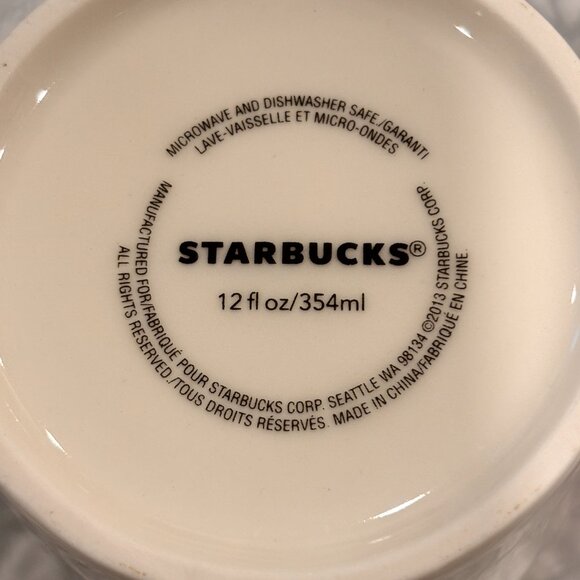 MICROWAVE AND DISHWASHER SAFE/GARANTI
LAVE-VAISSELLE ET MICRO-ONDES
STARBUCKS®
12 fl oz/354ml
MANUFACTURED FOR/FABRIQUÉ POUR STARBUCKS CORP. SEATTLE WA 98134 ©2013 STARBUCKS CORP.
ALL RIGHTS RESERVED./TOUS DROITS RÉSERVÉS. MADE IN CHINA/FABRIQUÉ EN CHINE.